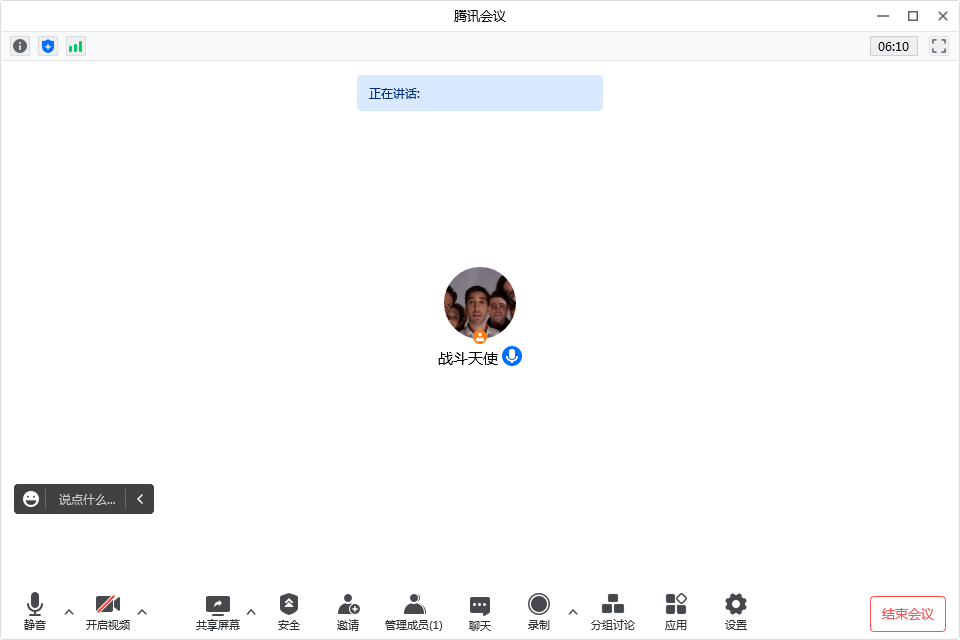 腾讯会议
06:10
正在讲话:
战斗天使
说点什么...
静音
开启视频
共享屏幕
安全
邀请
管理成员(1)
聊天
录制
分组讨论
应用
设置
结束会议